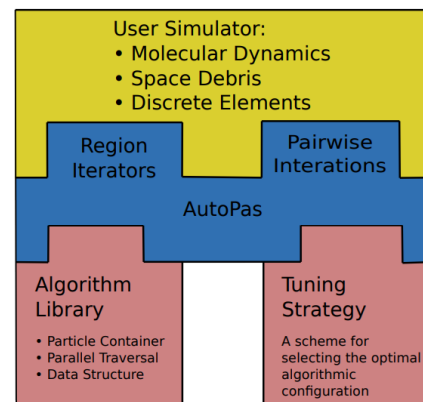 User Simulator:
• Molecular Dynamics
• Space Debris
• Discrete Elements
Region
Iterators
Pairwise
Interations
AutoPas
Algorithm
Library
• Particle Container
• Parallel Traversal
• Data Structure
Tuning
Strategy
A scheme for
selecting the optimal
algorithmic
configuration